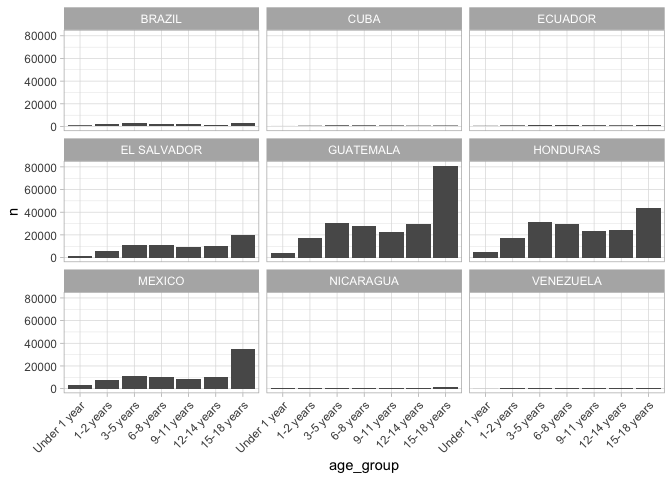 BRAZIL CUBA ECUADOR
80000
60000
40000
20000
0
EL SALVADOR GUATEMALA HONDURAS
80000
60000
40000
20000
0
n
MEXICO NICARAGUA VENEZUELA
80000
60000
40000
20000
0
Under 1 year 1-2 years 3-5 years 6-8 years 9-11 years 12-14 years 15-18 years Under 1 year 1-2 years 3-5 years 6-8 years 9-11 years 12-14 years 15-18 years Under 1 year 1-2 years 3-5 years 6-8 years 9-11 years 12-14 years 15-18 years
age_group